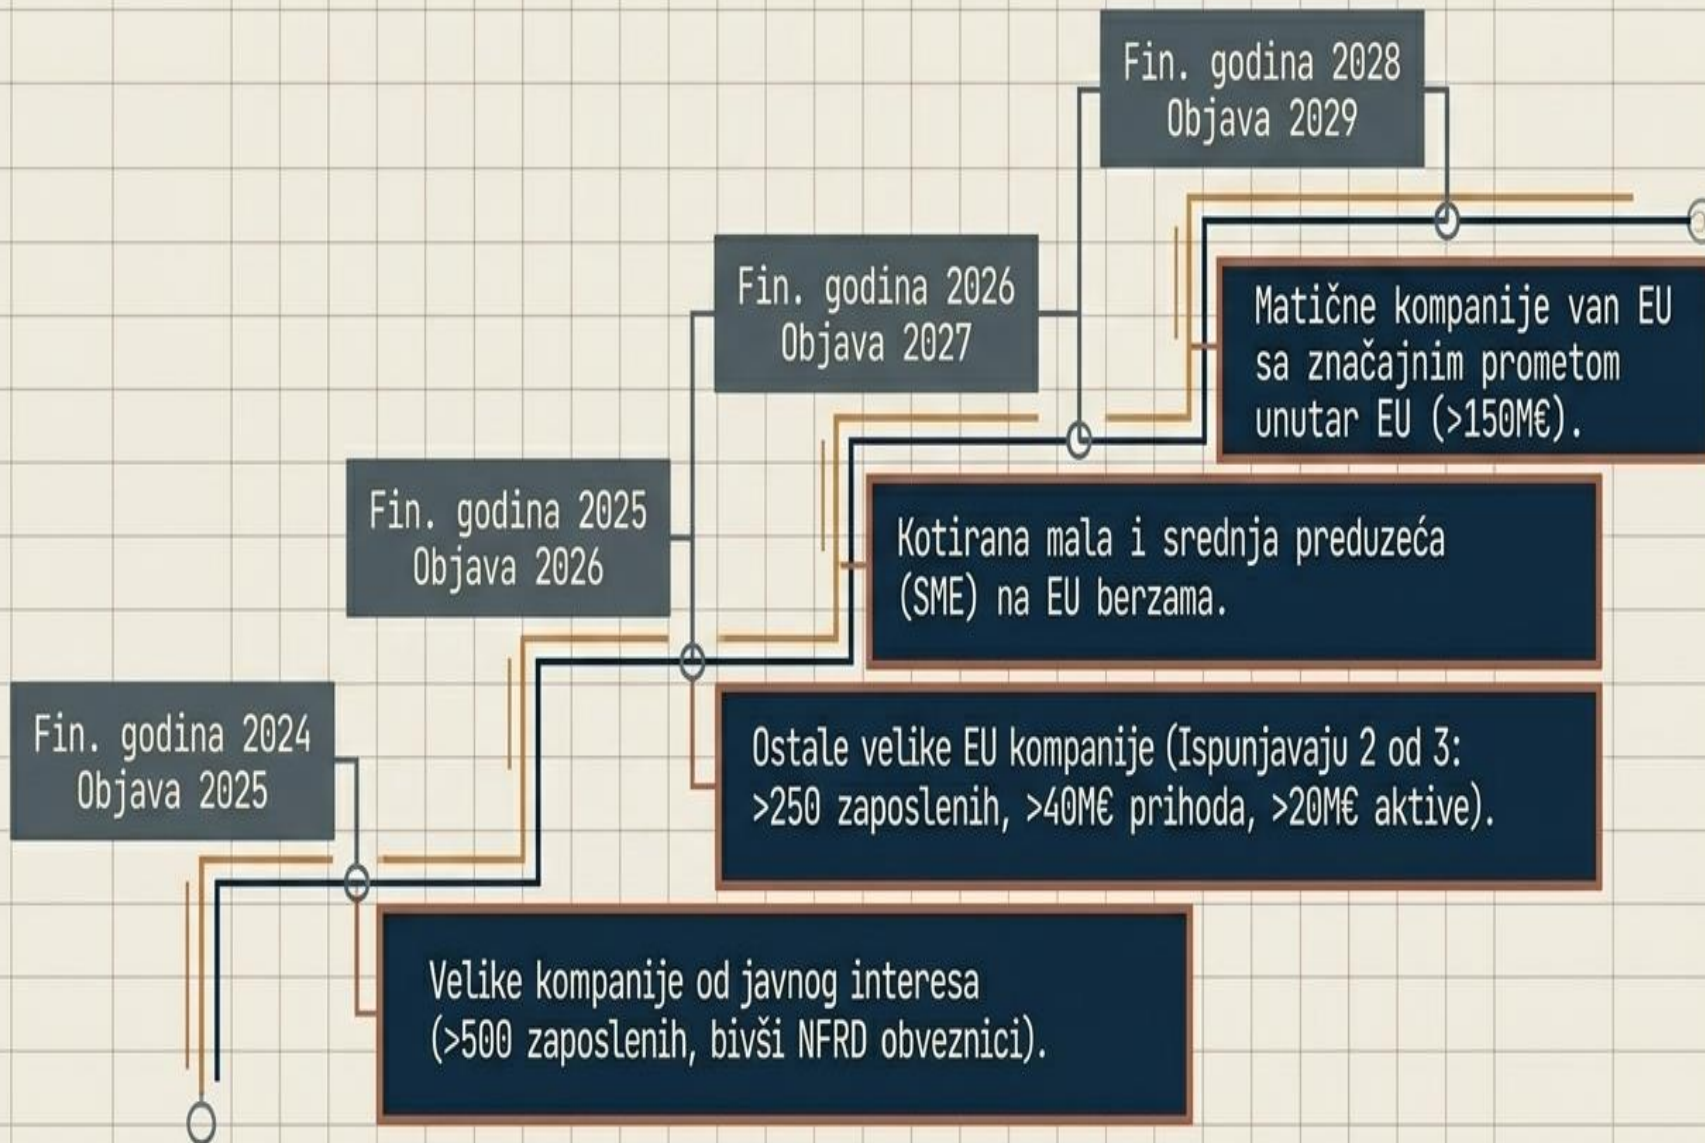 Fin. godina 2028
Objava 2029
Matične kompanije van EU
sa značajnim prometom
unutar EU (>150M€).
Fin. godina 2026
Objava 2027
Kotirana mala i srednja preduzeća
(SME) na EU berzama.
Fin. godina 2025
Objava 2026
Ostale velike EU kompanije (Ispunjavaju 2 od 3:
>250 zaposlenih, >40M€ prihoda, >20M€ aktive).
Fin. godina 2024
Objava 2025
Velike kompanije od javnog interesa
(>500 zaposlenih, bivši NFRD obveznici).